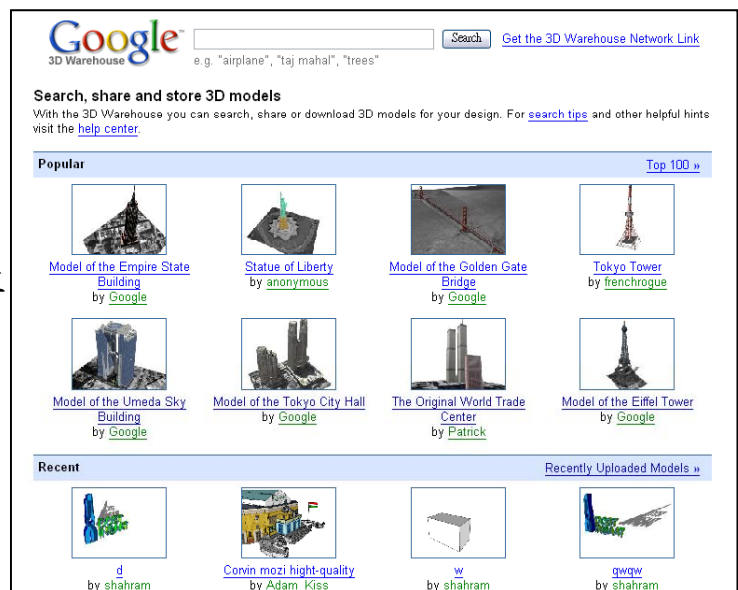 Google™ Search Get the 3D Warehouse Network Link
3D Warehouse e.g. "airplane", "taj mahal", "trees"
Search, share and store 3D models
With the 3D Warehouse you can search, share or download 3D models for your design. For search tips and other helpful hints
visit the help center.
Popular Top 100 »
Model of the Empire State
Building
by Google
Statue of Liberty
by anonymous
Model of the Golden Gate
Bridge
by Google
Tokyo Tower
by frenchrogue
Model of the Umeda Sky
Building
by Google
Model of the Tokyo City Hall
by Google
The Original World Trade
Center
by Patrick
Model of the Eiffel Tower
by Google
Recent Recently Uploaded Models »
d
by shahram
Corvin mozi hight-quality
by Adam_Kiss
w
by shahram
qwqw
by shahram